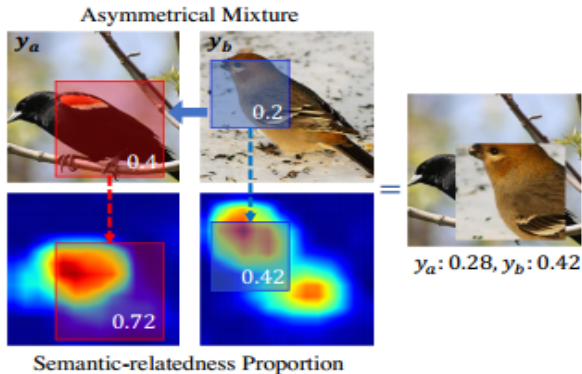 Asymmetrical Mixture
y_a
y_b
0.4
0.2
0.72
0.42
=
y_a: 0.28, y_b: 0.42
Semantic-relatedness Proportion